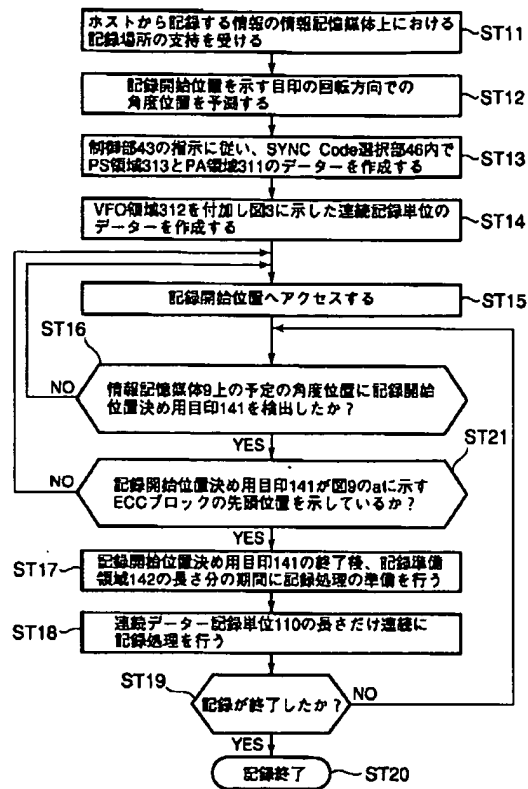 ホストから記録する情報の情報記憶媒体上における
記録場所の支持を受ける
ST11
記録開始位置を示す目印の回転方向での
角度位置を予測する
ST12
制御部43の指示に従い、SYNC Code選択部46内で
PS領域313とPA領域311のデーターを作成する
ST13
VFO領域312を付加し図3に示した連続記録単位の
データーを作成する
ST14
記録開始位置へアクセスする
ST15
ST16
情報記憶媒体9上の予定の角度位置に記録開始
位置決め用目印141を検出したか？
NO
YES
ST21
記録開始位置決め用目印141が図9のaに示す
ECCブロックの先頭位置を示しているか？
NO
YES
ST17
記録開始位置決め用目印141の終了後、記録準備
領域142の長さ分の期間に記録処理の準備を行う
ST18
連続データー記録単位110の長さだけ連続に
記録処理を行う
ST19
記録が終了したか？
NO
YES
記録終了
ST20